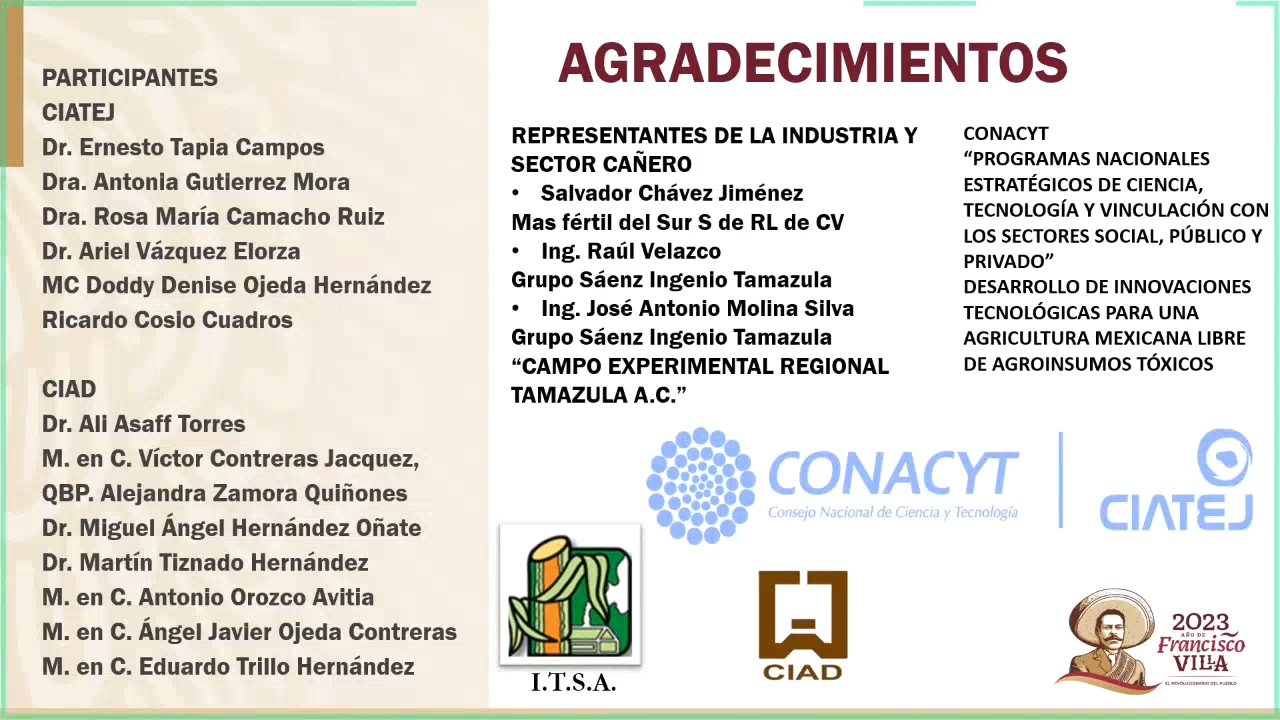 AGRADECIMIENTOS
PARTICIPANTES
CIATEJ
Dr. Ernesto Tapia Campos
Dra. Antonia Gutierrez Mora
Dra. Rosa María Camacho Ruiz
Dr. Ariel Vázquez Elorza
MC Doddy Denise Ojeda Hernández
Ricardo Cosio Cuadros
CIAD
Dr. Ali Asaff Torres
M. en C. Víctor Contreras Jacquez,
QBP. Alejandra Zamora Quiñones
Dr. Miguel Ángel Hernández Oñate
Dr. Martín Tiznado Hernández
M. en C. Antonio Orozco Avitia
M. en C. Ángel Javier Ojeda Contreras
M. en C. Eduardo Trillo Hernández
REPRESENTANTES DE LA INDUSTRIA Y
SECTOR CAÑERO
• Salvador Chávez Jiménez
Mas fértil del Sur S de RL de CV
• Ing. Raúl Velazco
Grupo Sáenz Ingenio Tamazula
• Ing. José Antonio Molina Silva
Grupo Sáenz Ingenio Tamazula
“CAMPO EXPERIMENTAL REGIONAL
TAMAZULA A.C.”
CONACYT
“PROGRAMAS NACIONALES
ESTRATÉGICOS DE CIENCIA,
TECNOLOGÍA Y VINCULACIÓN CON
LOS SECTORES SOCIAL, PÚBLICO Y
PRIVADO”
DESARROLLO DE INNOVACIONES
TECNOLÓGICAS PARA UNA
AGRICULTURA MEXICANA LIBRE
DE AGROINSUMOS TÓXICOS
CONACYT
Consejo Nacional de Ciencia y Tecnología
CIATEJ
I.T.S.A.
CIAD
2023
AÑO DE
Francisco
VILLA
EL REVOLUCIONARIO DEL PUEBLO